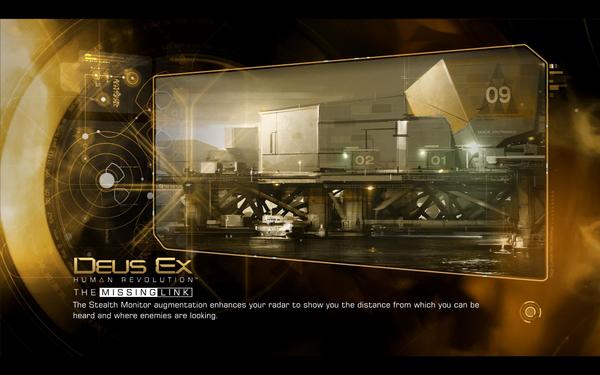 09
02
01
DEUS EX
HUMAN REVOLUTION™
THE MISSING LINK
The Stealth Monitor augmentation enhances your radar to show you the distance from which you can be
heard and where enemies are looking.